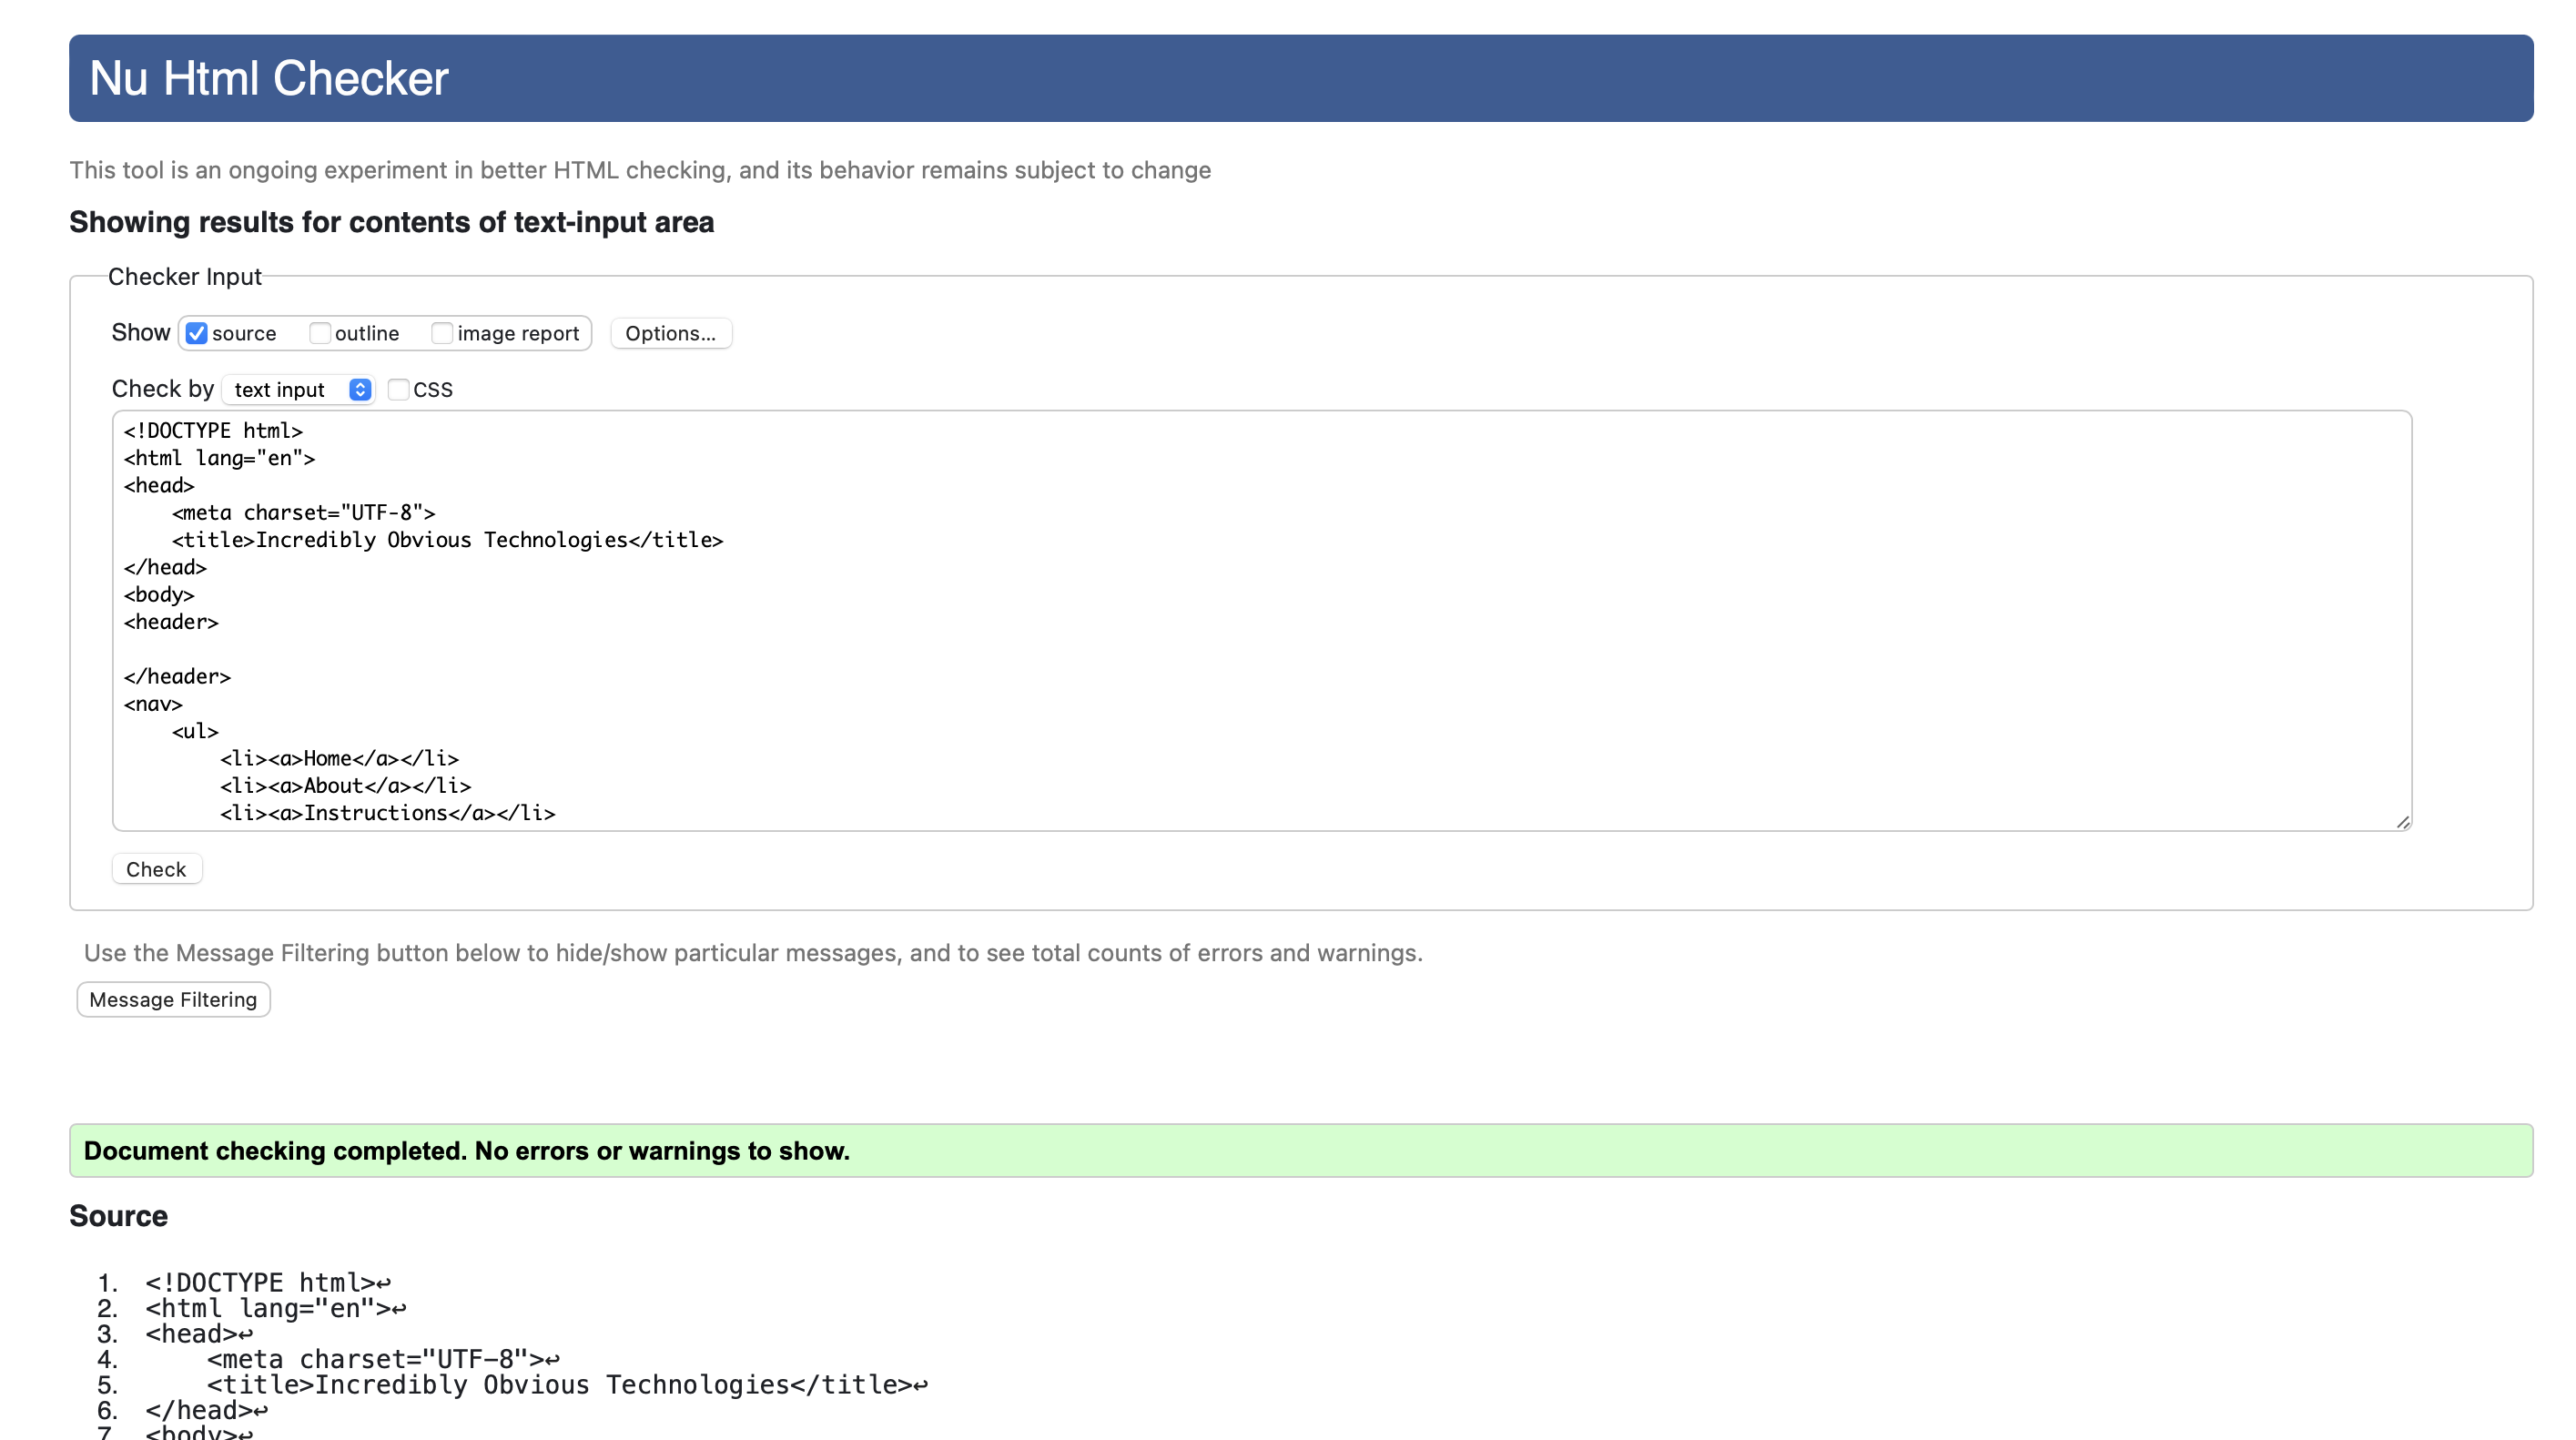 Nu Html Checker
This tool is an ongoing experiment in better HTML checking, and its behavior remains subject to change
Showing results for contents of text-input area
Checker Input
Show source outline image report Options...
Check by text input CSS
<!DOCTYPE html>
<html lang="en">
<head>
    <meta charset="UTF-8">
    <title>Incredibly Obvious Technologies</title>
</head>
<body>
<header>

</header>
<nav>
    <ul>
        <li><a>Home</a></li>
        <li><a>About</a></li>
        <li><a>Instructions</a></li>
Check
Use the Message Filtering button below to hide/show particular messages, and to see total counts of errors and warnings.
Message Filtering
Document checking completed. No errors or warnings to show.
Source
1. <!DOCTYPE html>↩
2. <html lang="en">↩
3. <head>↩
4.     <meta charset="UTF-8">↩
5.     <title>Incredibly Obvious Technologies</title>↩
6. </head>↩
7. <body>↩